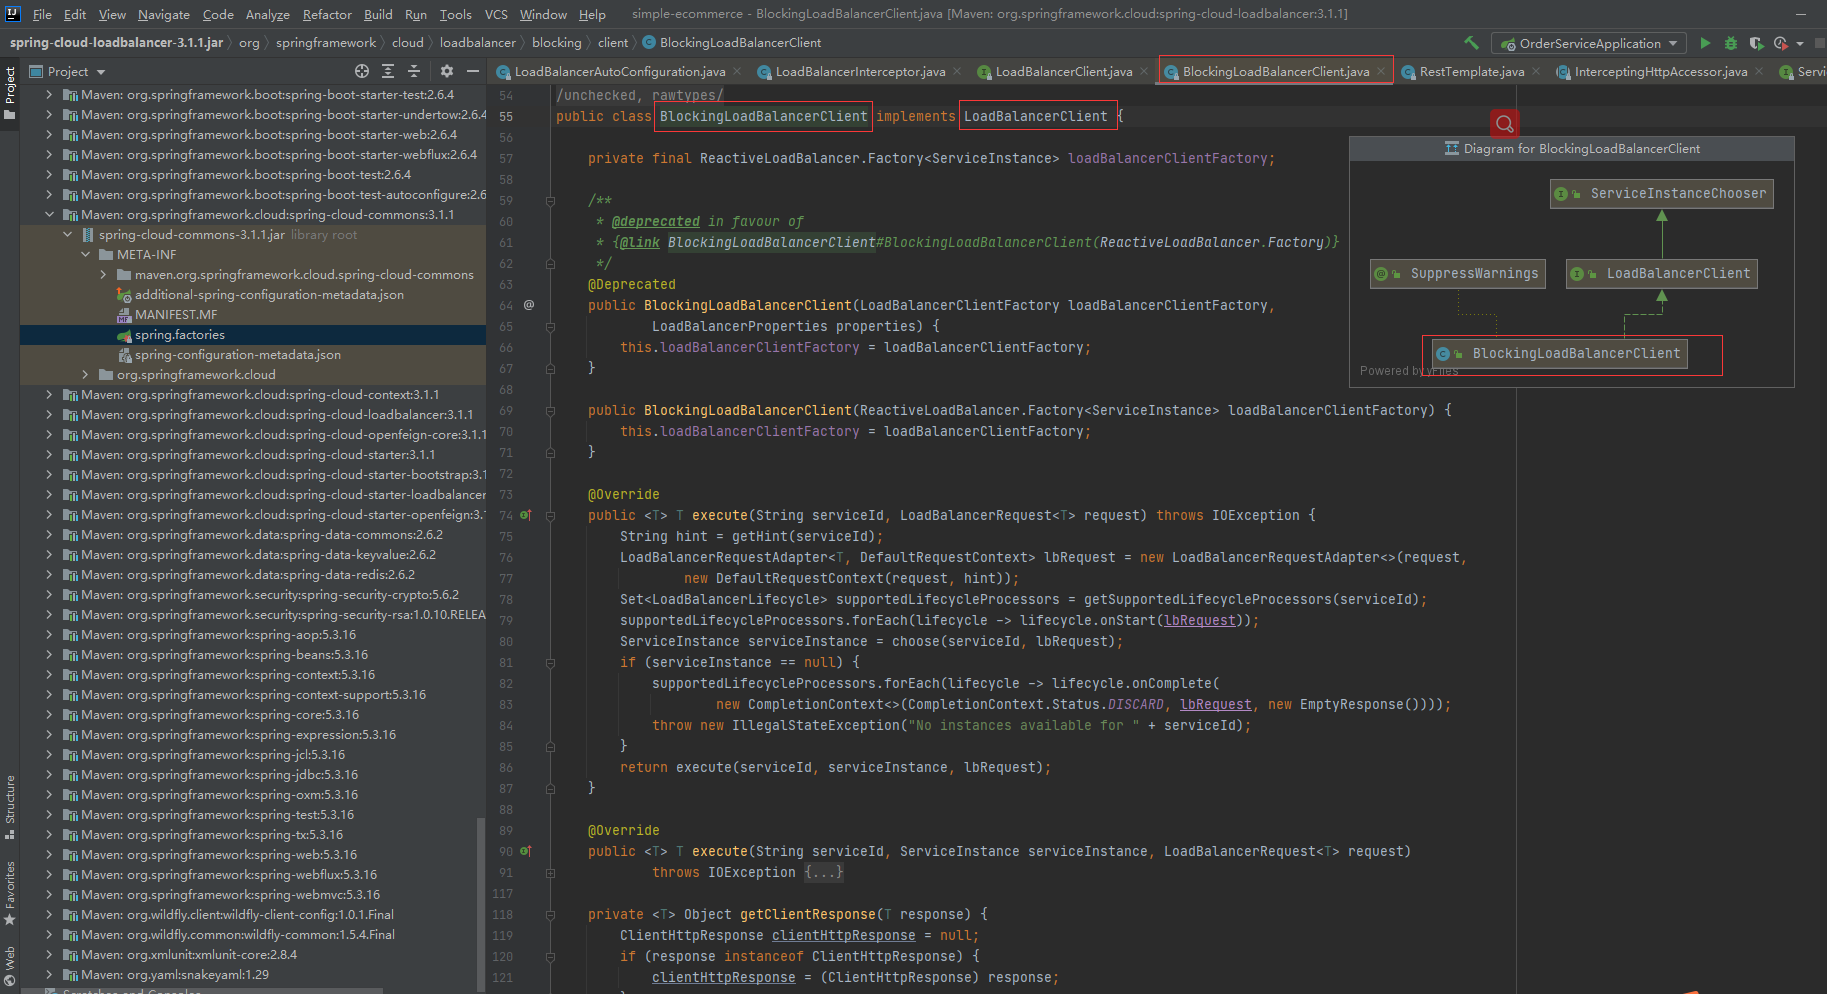 File Edit View Navigate Code Analyze Refactor Build Run Tools VCS Window Help simple-ecommerce - BlockingLoadBalancerClient.java [Maven: org.springframework.cloud:spring-cloud-loadbalancer:3.1.1]
spring-cloud-loadbalancer-3.1.1.jar org springframework cloud loadbalancer blocking client BlockingLoadBalancerClient OrderServiceApplication
Project
Project
LoadBalancerAutoConfiguration.java LoadBalancerInterceptor.java LoadBalancerClient.java BlockingLoadBalancerClient.java RestTemplate.java InterceptingHttpAccessor.java Servi
Maven: org.springframework.boot:spring-boot-starter-test:2.6.4
Maven: org.springframework.boot:spring-boot-starter-undertow:2.6.4
Maven: org.springframework.boot:spring-boot-starter-web:2.6.4
Maven: org.springframework.boot:spring-boot-starter-webflux:2.6.4
Maven: org.springframework.boot:spring-boot-test:2.6.4
Maven: org.springframework.boot:spring-boot-test-autoconfigure:2.6
Maven: org.springframework.cloud:spring-cloud-commons:3.1.1
spring-cloud-commons-3.1.1.jar library root
META-INF
maven.org.springframework.cloud.spring-cloud-commons
additional-spring-configuration-metadata.json
MANIFEST.MF
spring.factories
spring-configuration-metadata.json
org.springframework.cloud
Maven: org.springframework.cloud:spring-cloud-context:3.1.1
Maven: org.springframework.cloud:spring-cloud-loadbalancer:3.1.1
Maven: org.springframework.cloud:spring-cloud-openfeign-core:3.1.1
Maven: org.springframework.cloud:spring-cloud-starter:3.1.1
Maven: org.springframework.cloud:spring-cloud-starter-bootstrap:3.1
Maven: org.springframework.cloud:spring-cloud-starter-loadbalancer
Maven: org.springframework.cloud:spring-cloud-starter-openfeign:3.1
Maven: org.springframework.data:spring-data-commons:2.6.2
Maven: org.springframework.data:spring-data-keyvalue:2.6.2
Maven: org.springframework.data:spring-data-redis:2.6.2
Maven: org.springframework.security:spring-security-crypto:5.6.2
Maven: org.springframework.security:spring-security-rsa:1.0.10.RELEA
Maven: org.springframework:spring-aop:5.3.16
Maven: org.springframework:spring-beans:5.3.16
Maven: org.springframework:spring-context:5.3.16
Maven: org.springframework:spring-context-support:5.3.16
Maven: org.springframework:spring-core:5.3.16
Maven: org.springframework:spring-expression:5.3.16
Maven: org.springframework:spring-jcl:5.3.16
Maven: org.springframework:spring-jdbc:5.3.16
Maven: org.springframework:spring-oxm:5.3.16
Maven: org.springframework:spring-test:5.3.16
Maven: org.springframework:spring-tx:5.3.16
Maven: org.springframework:spring-web:5.3.16
Maven: org.springframework:spring-webflux:5.3.16
Maven: org.springframework:spring-webmvc:5.3.16
Maven: org.wildfly.client:wildfly-client-config:1.0.1.Final
Maven: org.wildfly.common:wildfly-common:1.5.4.Final
Maven: org.xmlunit:xmlunit-core:2.8.4
Maven: org.yaml:snakeyaml:1.29
Scratches and Consoles
Structure
Favorites
Web
54 /unchecked, rawtypes/
55 public class BlockingLoadBalancerClient implements LoadBalancerClient {
56
57 private final ReactiveLoadBalancer.Factory<ServiceInstance> loadBalancerClientFactory;
58
59 /**
60 * @deprecated in favour of
61 * {@link BlockingLoadBalancerClient#BlockingLoadBalancerClient(ReactiveLoadBalancer.Factory)}
62 */
63 @Deprecated
64 @ public BlockingLoadBalancerClient(LoadBalancerClientFactory loadBalancerClientFactory,
65 LoadBalancerProperties properties) {
66 this.loadBalancerClientFactory = loadBalancerClientFactory;
67 }
68
69 public BlockingLoadBalancerClient(ReactiveLoadBalancer.Factory<ServiceInstance> loadBalancerClientFactory) {
70 this.loadBalancerClientFactory = loadBalancerClientFactory;
71 }
72
73 @Override
74 public <T> T execute(String serviceId, LoadBalancerRequest<T> request) throws IOException {
75 String hint = getHint(serviceId);
76 LoadBalancerRequestAdapter<T, DefaultRequestContext> lbRequest = new LoadBalancerRequestAdapter<>(request,
77 new DefaultRequestContext(request, hint));
78 Set<LoadBalancerLifecycle> supportedLifecycleProcessors = getSupportedLifecycleProcessors(serviceId);
79 supportedLifecycleProcessors.forEach(lifecycle -> lifecycle.onStart(lbRequest));
80 ServiceInstance serviceInstance = choose(serviceId, lbRequest);
81 if (serviceInstance == null) {
82 supportedLifecycleProcessors.forEach(lifecycle -> lifecycle.onComplete(
83 new CompletionContext<>(CompletionContext.Status.DISCARD, lbRequest, new EmptyResponse())));
84 throw new IllegalStateException("No instances available for " + serviceId);
85 }
86 return execute(serviceId, serviceInstance, lbRequest);
87 }
88
89 @Override
90 public <T> T execute(String serviceId, ServiceInstance serviceInstance, LoadBalancerRequest<T> request)
91 throws IOException {...}
117
118 private <T> Object getClientResponse(T response) {
119 ClientHttpResponse clientHttpResponse = null;
120 if (response instanceof ClientHttpResponse) {
121 clientHttpResponse = (ClientHttpResponse) response;
Diagram for BlockingLoadBalancerClient
ServiceInstanceChooser
SuppressWarnings
LoadBalancerClient
BlockingLoadBalancerClient
Powered by yFiles